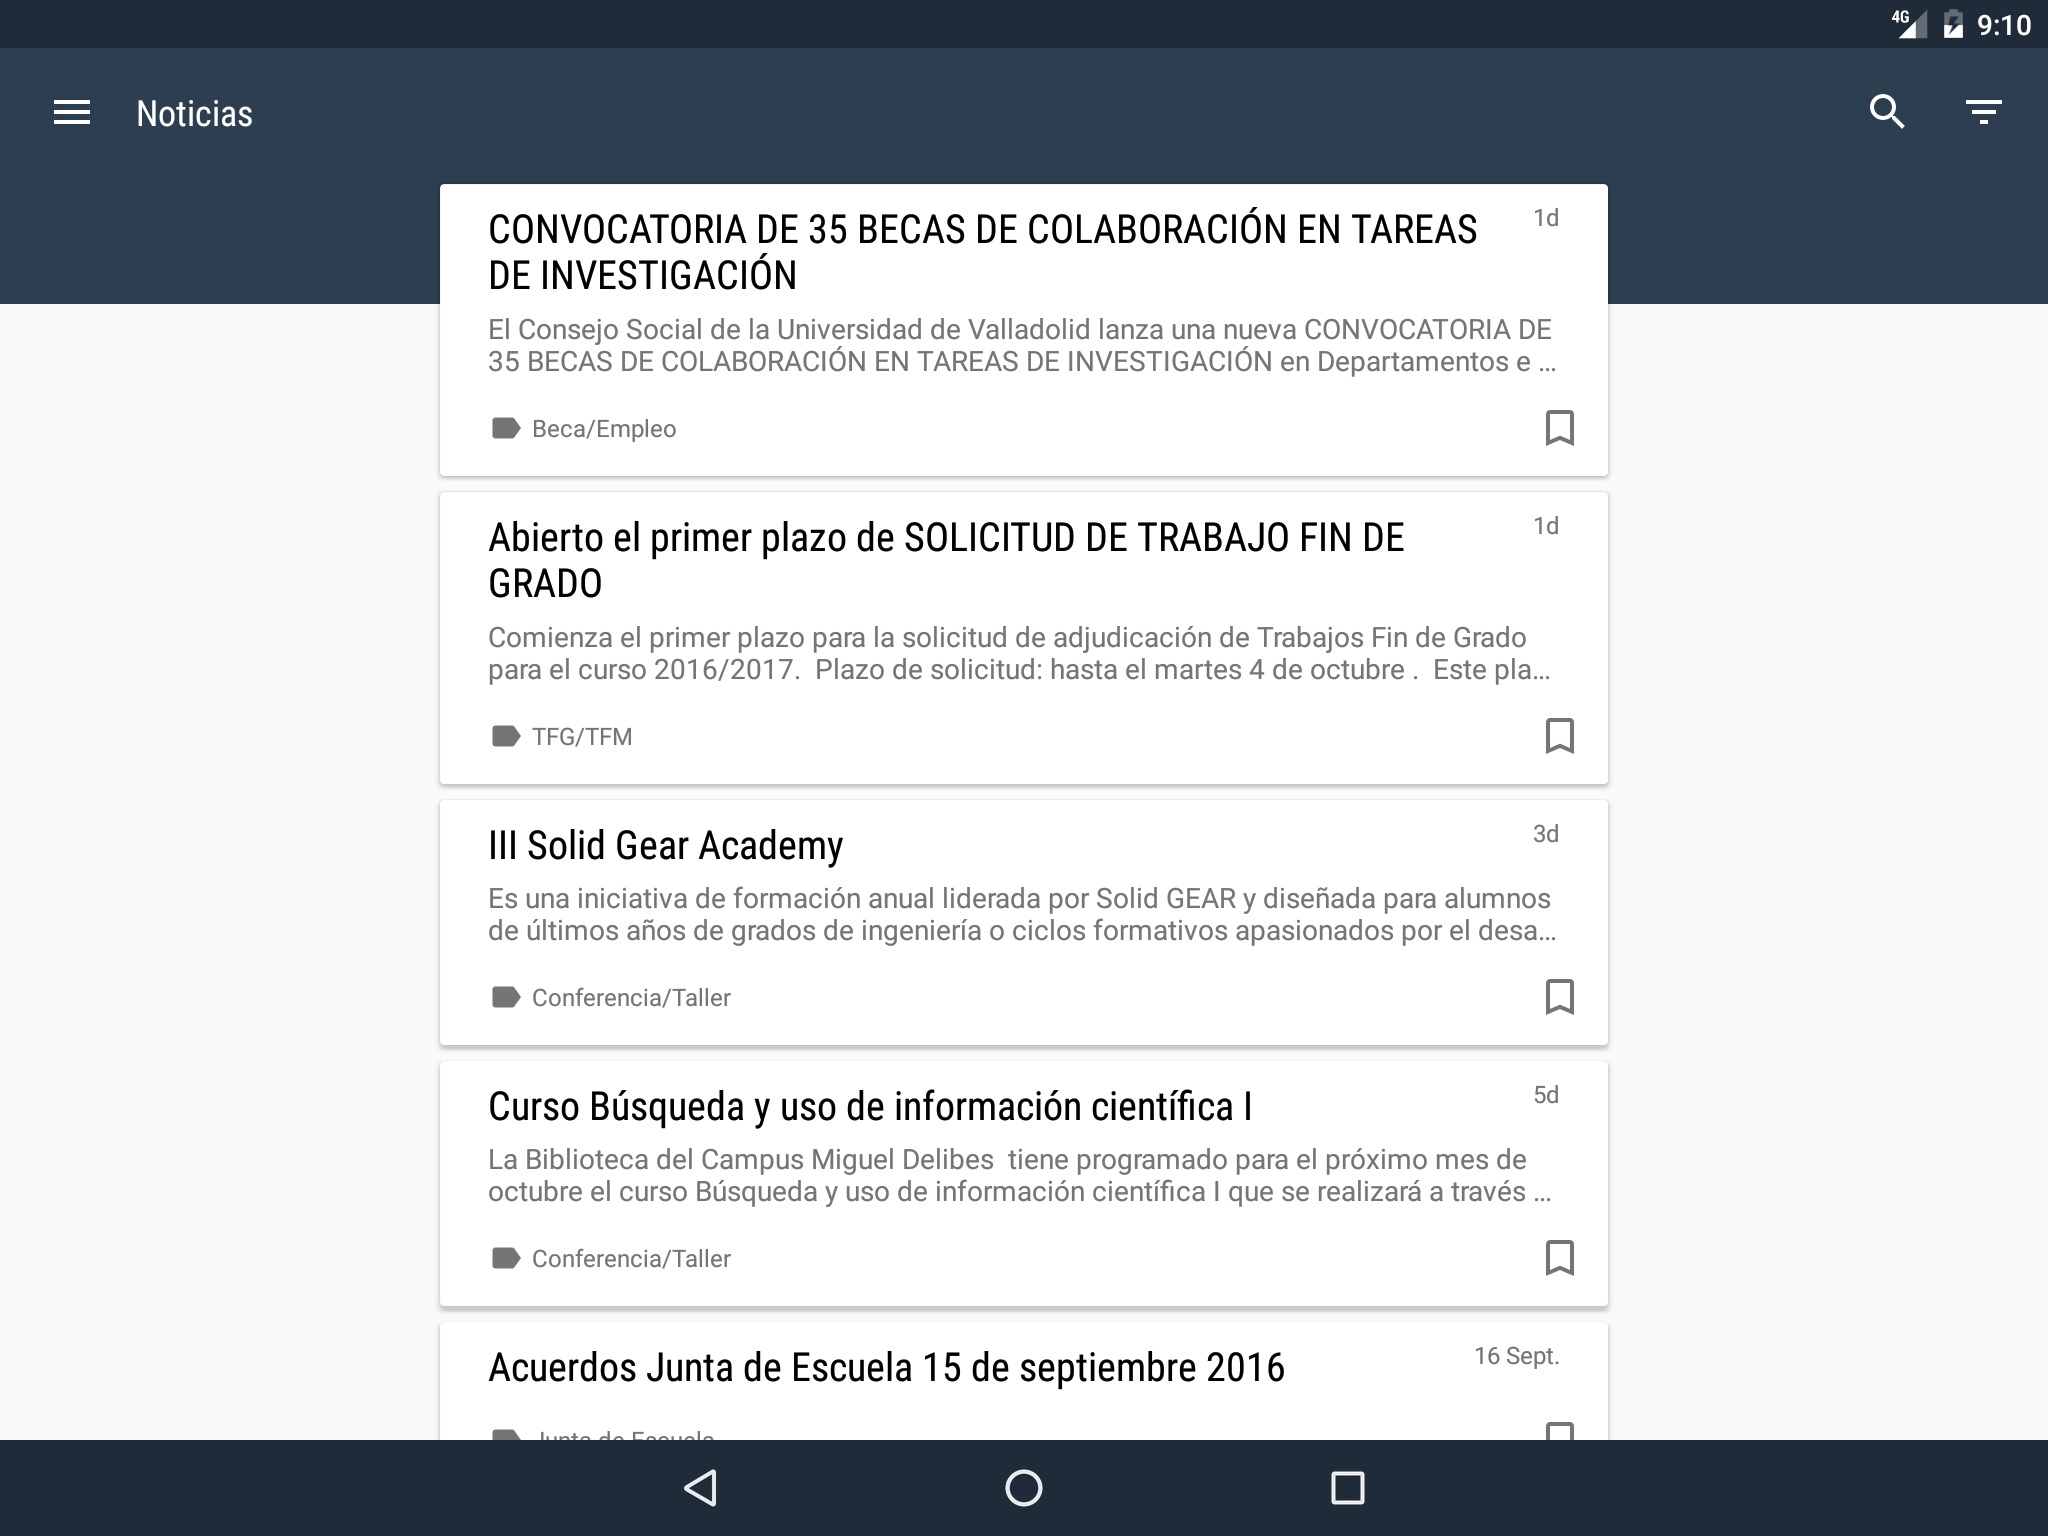 4G 9:10
Noticias
CONVOCATORIA DE 35 BECAS DE COLABORACIÓN EN TAREAS
DE INVESTIGACIÓN
1d
El Consejo Social de la Universidad de Valladolid lanza una nueva CONVOCATORIA DE
35 BECAS DE COLABORACIÓN EN TAREAS DE INVESTIGACIÓN en Departamentos e ...
Beca/Empleo
Abierto el primer plazo de SOLICITUD DE TRABAJO FIN DE
GRADO
1d
Comienza el primer plazo para la solicitud de adjudicación de Trabajos Fin de Grado
para el curso 2016/2017.  Plazo de solicitud: hasta el martes 4 de octubre .  Este pla...
TFG/TFM
III Solid Gear Academy
3d
Es una iniciativa de formación anual liderada por Solid GEAR y diseñada para alumnos
de últimos años de grados de ingeniería o ciclos formativos apasionados por el desa...
Conferencia/Taller
Curso Búsqueda y uso de información científica I
5d
La Biblioteca del Campus Miguel Delibes  tiene programado para el próximo mes de
octubre el curso Búsqueda y uso de información científica I que se realizará a través ...
Conferencia/Taller
Acuerdos Junta de Escuela 15 de septiembre 2016
16 Sept.
Junta de Escuela